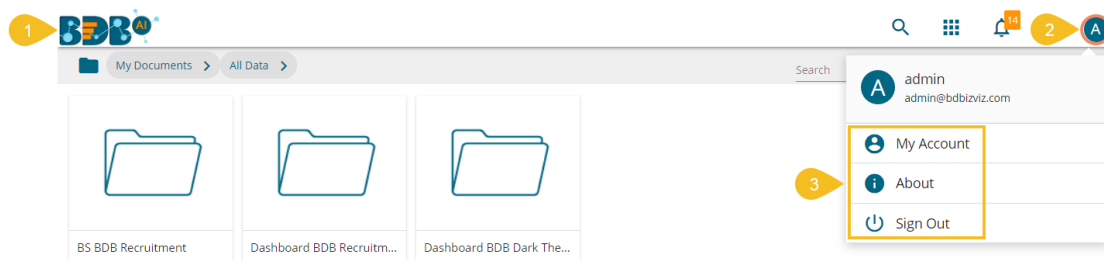 1
BDB AI
14
2
A
My Documents
All Data
Search
A
admin
admin@bdbizviz.com
3
My Account
About
Sign Out
BS BDB Recruitment
Dashboard BDB Recruitm...
Dashboard BDB Dark The...